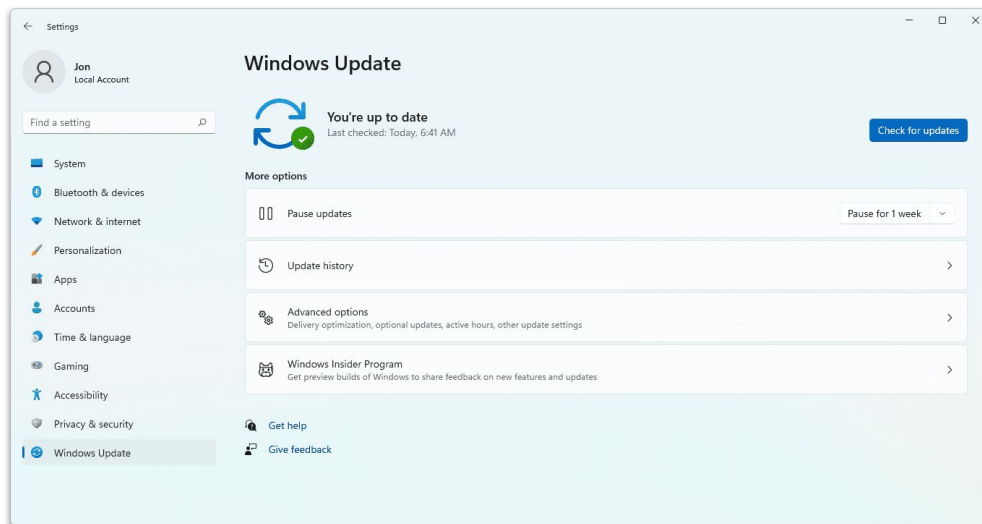 Settings
Jon
Local Account
Find a setting
System
Bluetooth & devices
Network & internet
Personalization
Apps
Accounts
Time & language
Gaming
Accessibility
Privacy & security
Windows Update
Windows Update
You're up to date
Last checked: Today, 6:41 AM
Check for updates
More options
Pause updates
Pause for 1 week
Update history
Advanced options
Delivery optimization, optional updates, active hours, other update settings
Windows Insider Program
Get preview builds of Windows to share feedback on new features and updates
Get help
Give feedback